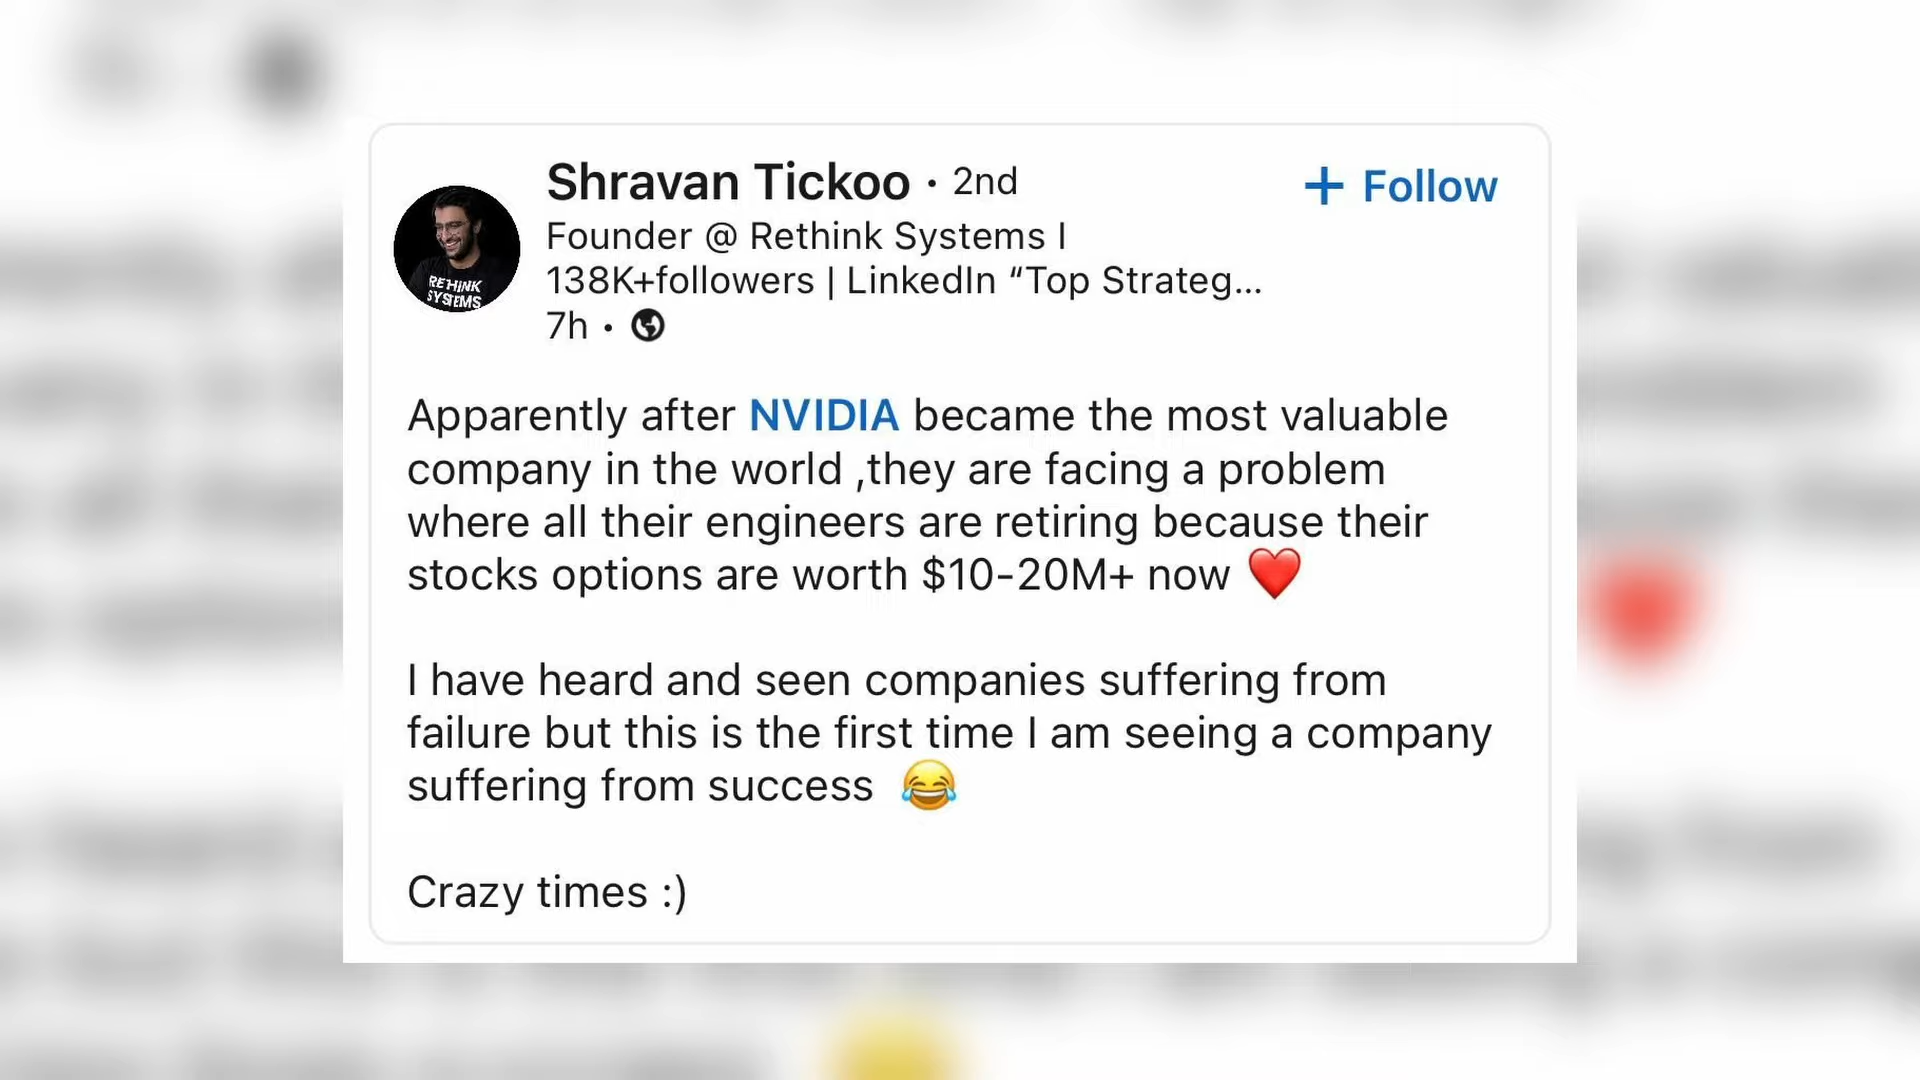 Shravan Tickoo · 2nd
+ Follow
Founder @ Rethink Systems I
138K+followers | LinkedIn “Top Strateg...
7h ·
RETHINK
SYSTEMS
Apparently after NVIDIA became the most valuable
company in the world ,they are facing a problem
where all their engineers are retiring because their
stocks options are worth $10-20M+ now ❤️
I have heard and seen companies suffering from
failure but this is the first time I am seeing a company
suffering from success 😂
Crazy times :)